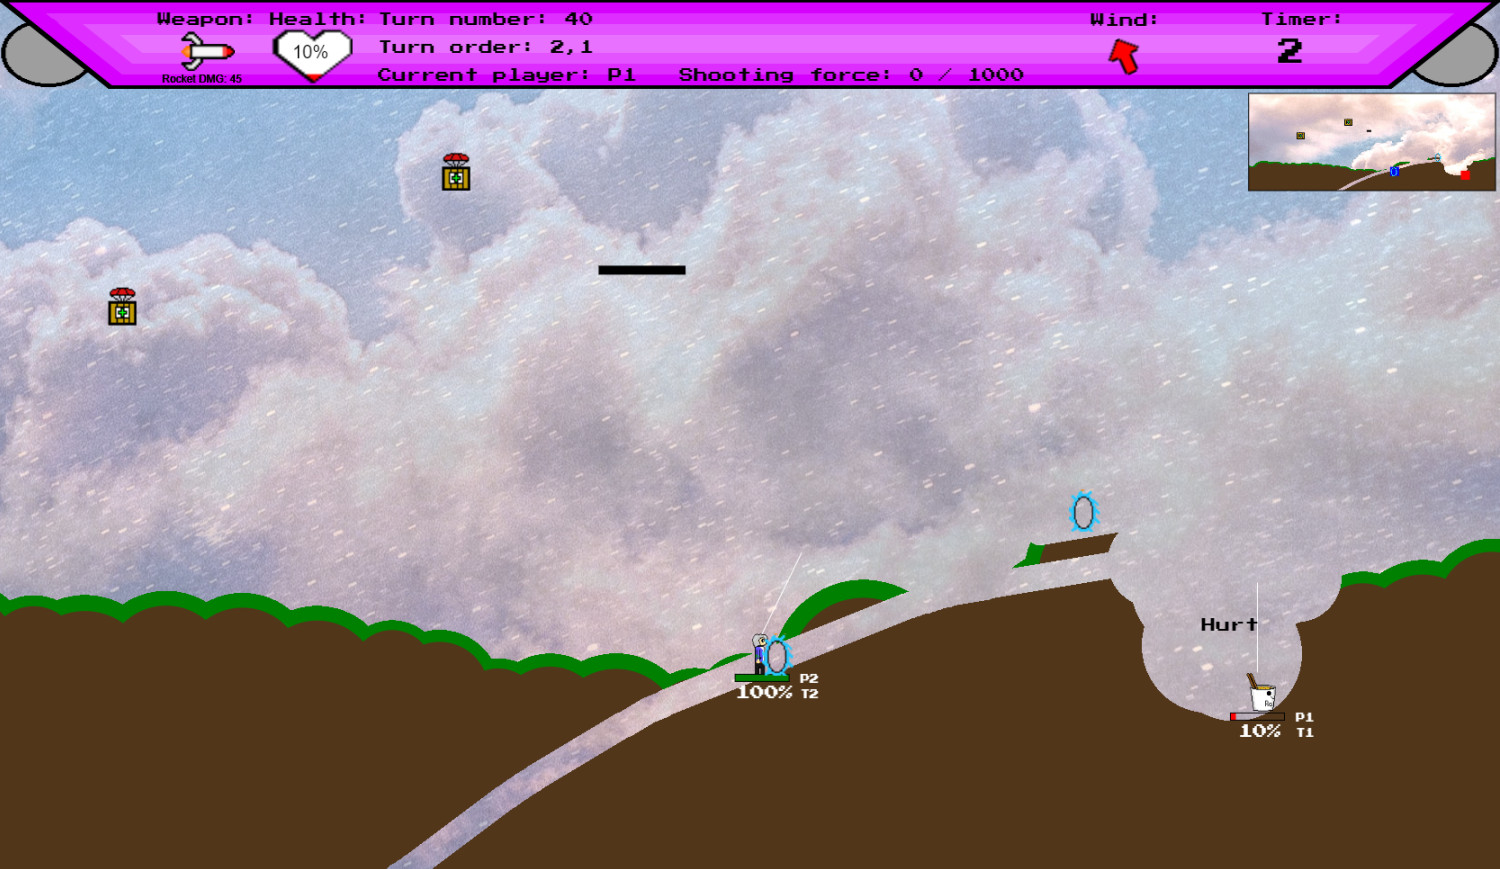 Weapon: Health: Turn number: 40
Wind: Timer:
10%
Turn order: 2,1
2
Rocket DMG: 45
Current player: P1 Shooting force: 0 / 1000
Hurt
P2
100% T2
P1
10% T1